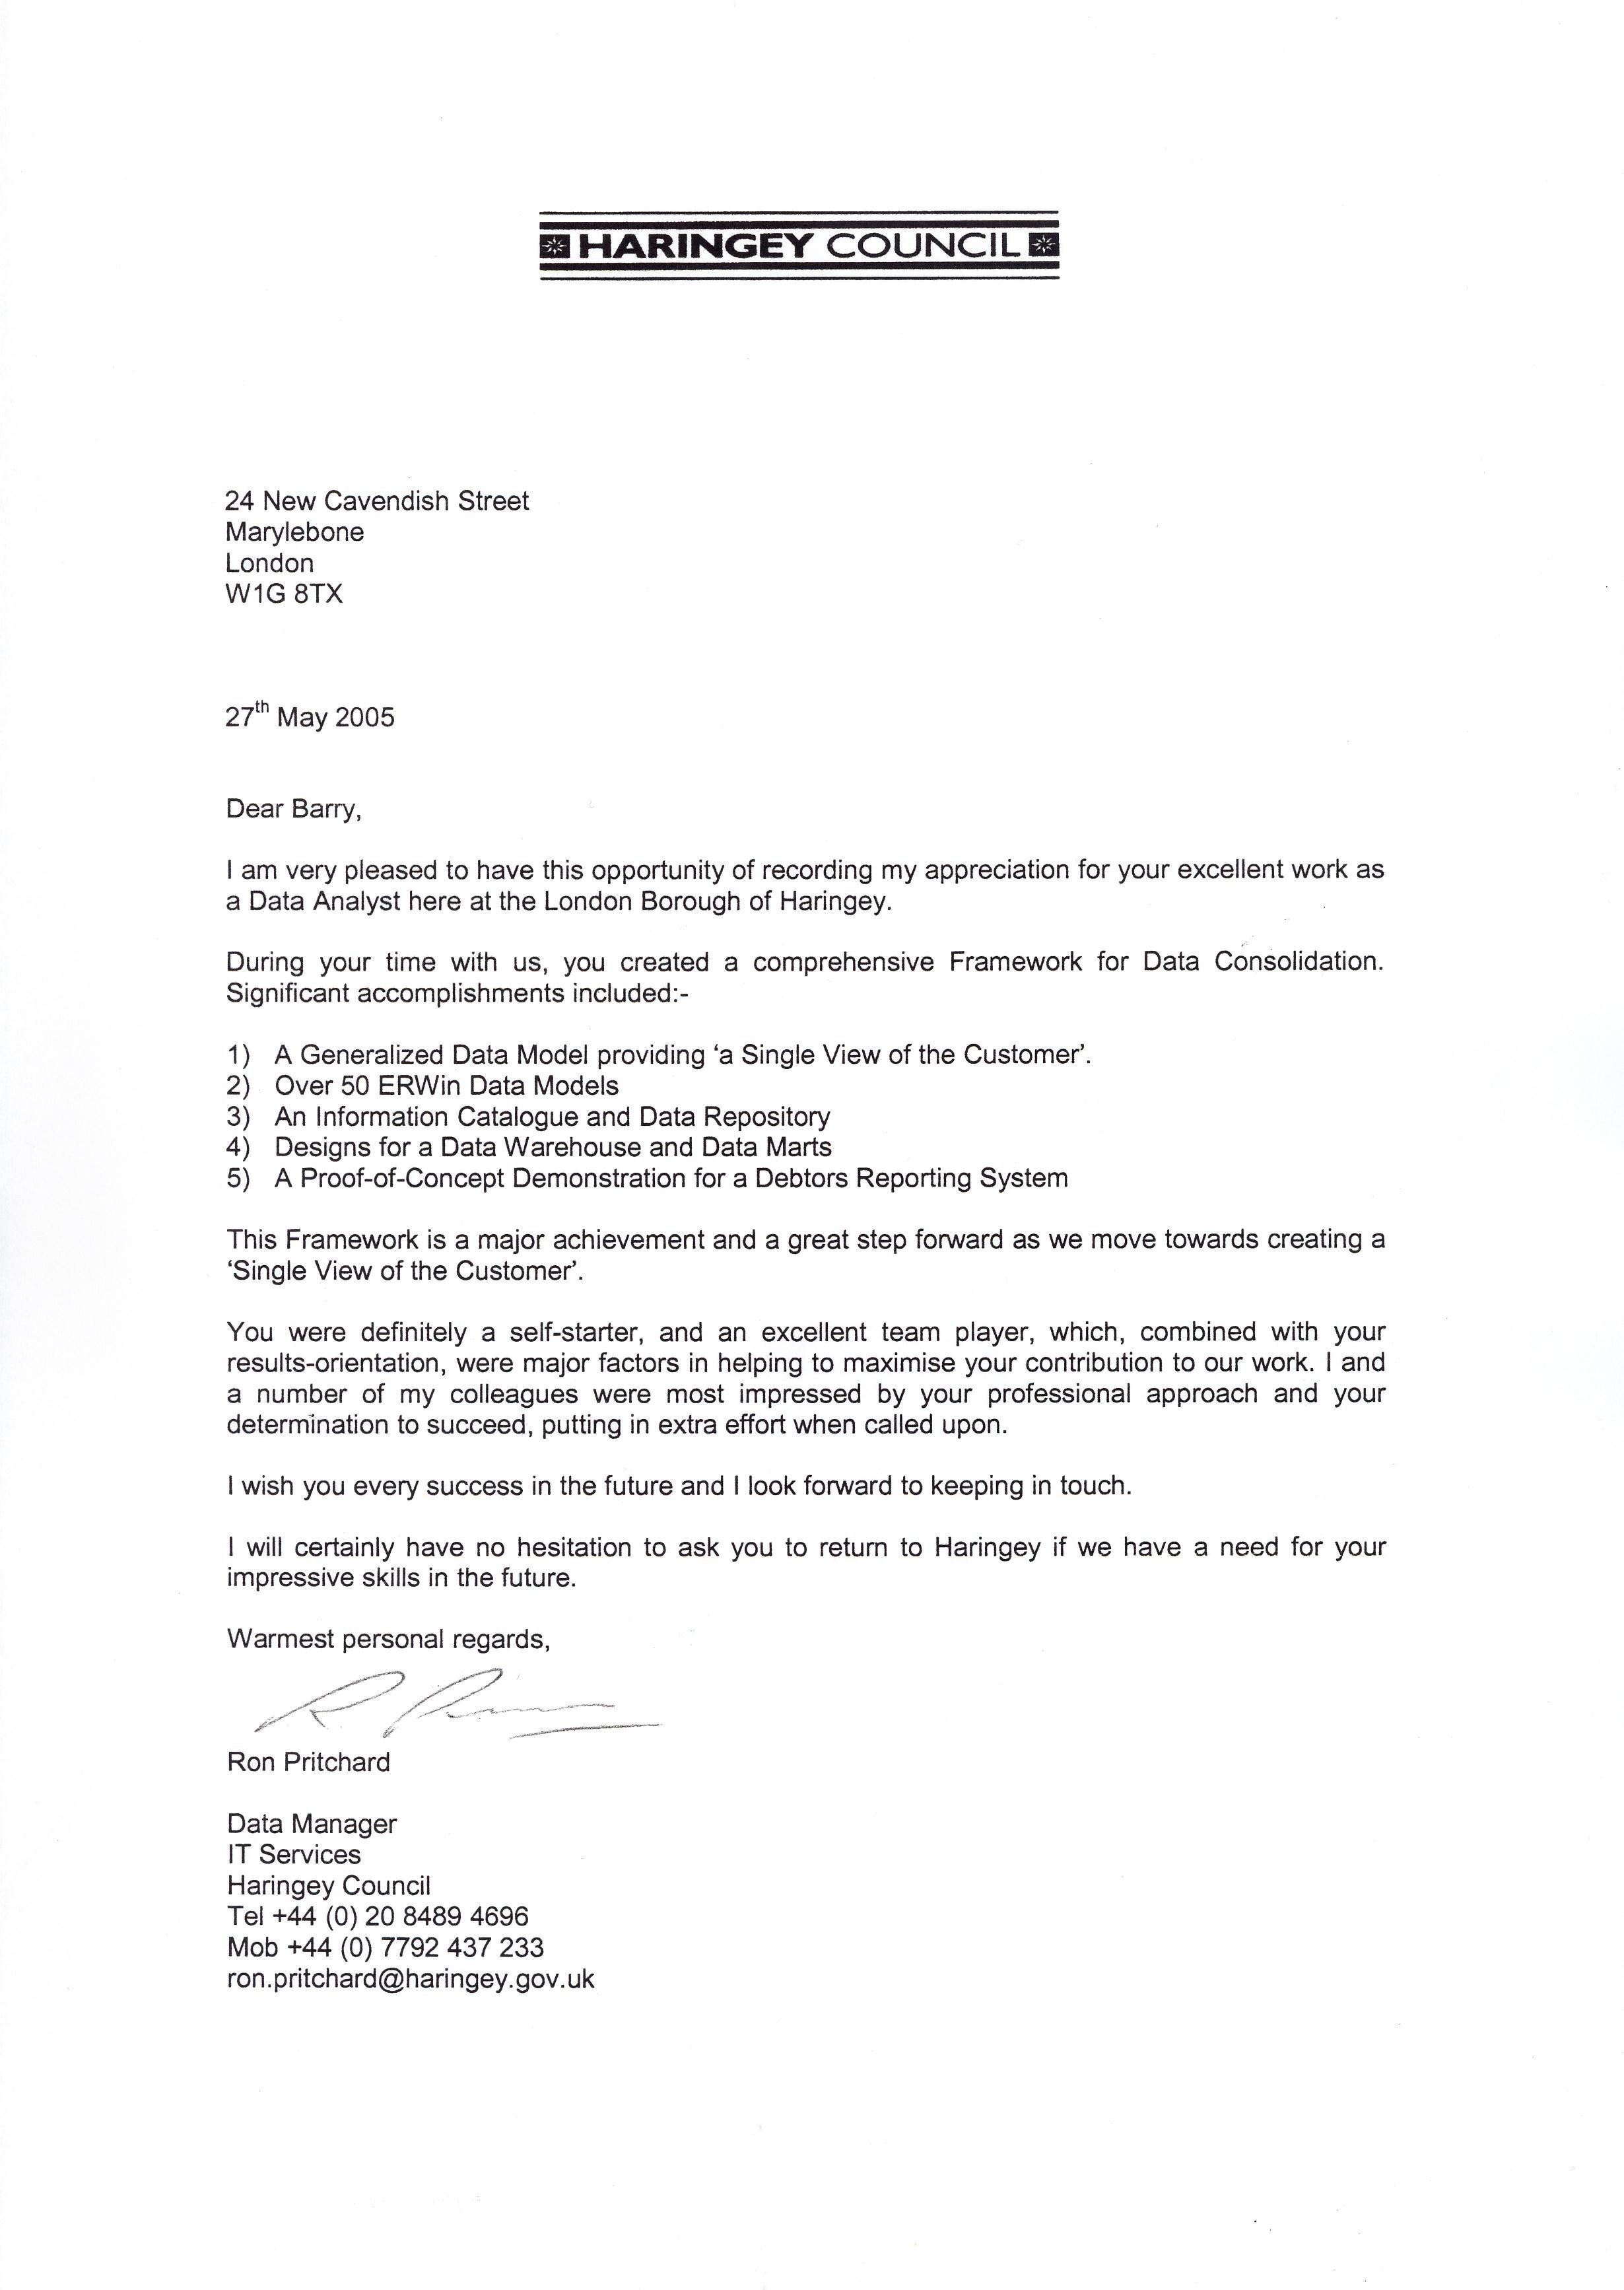 HARINGEY COUNCIL
24 New Cavendish Street
Marylebone
London
W1G 8TX
27th May 2005
Dear Barry,
I am very pleased to have this opportunity of recording my appreciation for your excellent work as
a Data Analyst here at the London Borough of Haringey.
During your time with us, you created a comprehensive Framework for Data Consolidation.
Significant accomplishments included:-
1) A Generalized Data Model providing ‘a Single View of the Customer’.
2) Over 50 ERWin Data Models
3) An Information Catalogue and Data Repository
4) Designs for a Data Warehouse and Data Marts
5) A Proof-of-Concept Demonstration for a Debtors Reporting System
This Framework is a major achievement and a great step forward as we move towards creating a
‘Single View of the Customer’.
You were definitely a self-starter, and an excellent team player, which, combined with your
results-orientation, were major factors in helping to maximise your contribution to our work. I and
a number of my colleagues were most impressed by your professional approach and your
determination to succeed, putting in extra effort when called upon.
I wish you every success in the future and I look forward to keeping in touch.
I will certainly have no hesitation to ask you to return to Haringey if we have a need for your
impressive skills in the future.
Warmest personal regards,
Ron Pritchard
Data Manager
IT Services
Haringey Council
Tel +44 (0) 20 8489 4696
Mob +44 (0) 7792 437 233
ron.pritchard@haringey.gov.uk